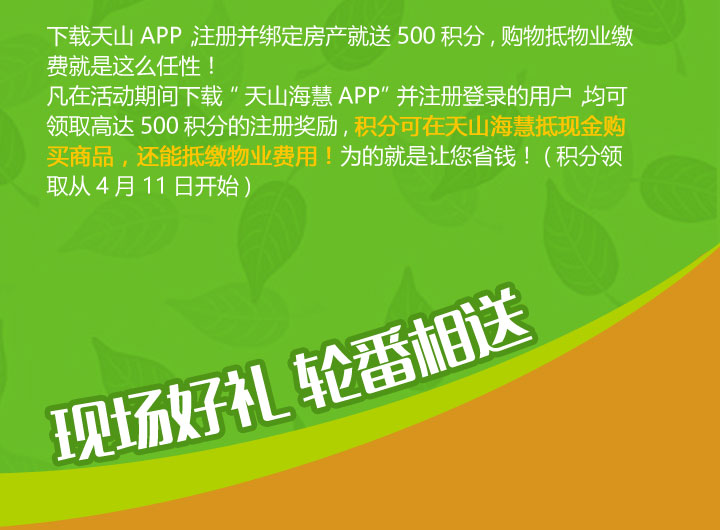 下载天山 APP ,注册并绑定房产就送 500 积分 , 购物抵物业缴
费就是这么任性！
凡在活动期间下载 “ 天山海慧 APP” 并注册登录的用户 ,均可
领取高达 500 积分的注册奖励 , 积分可在天山海慧抵现金购
买商品，还能抵缴物业费用！为的就是让您省钱！（ 积分领
取从 4 月 11 日开始 ）
现场好礼 轮番相送